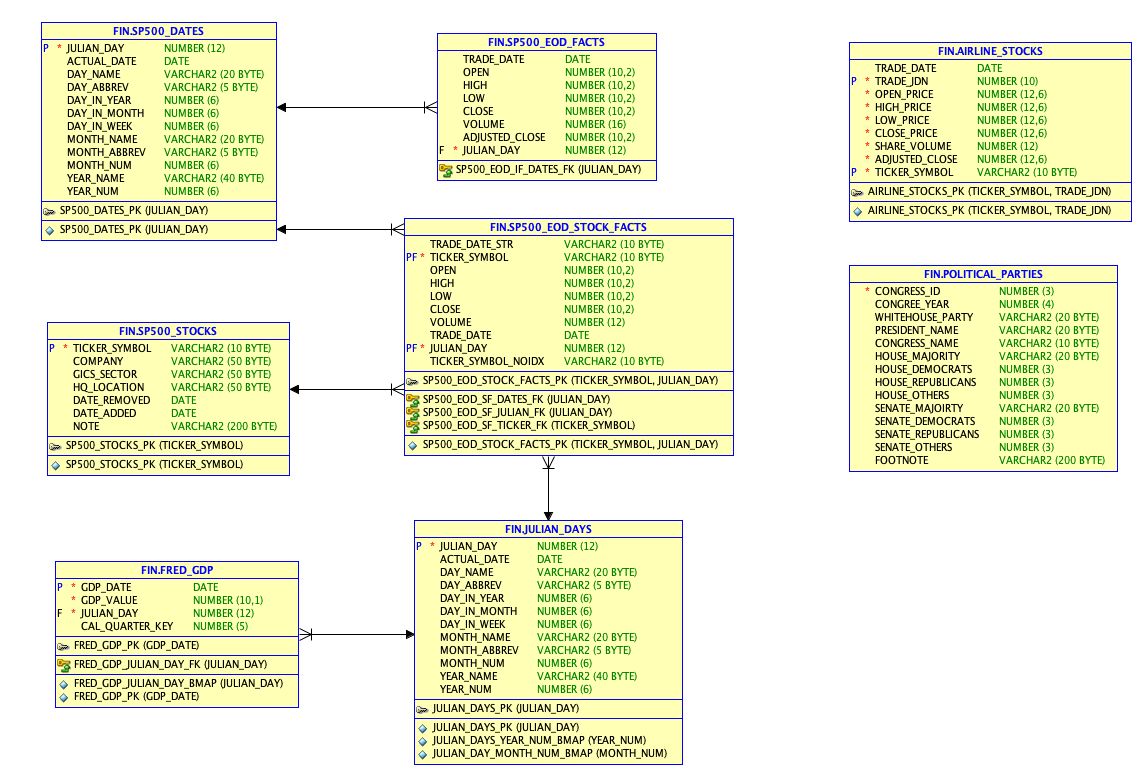 FIN.SP500_DATES
P * JULIAN_DAY NUMBER (12)
ACTUAL_DATE DATE
DAY_NAME VARCHAR2 (20 BYTE)
DAY_ABBREV VARCHAR2 (5 BYTE)
DAY_IN_YEAR NUMBER (6)
DAY_IN_MONTH NUMBER (6)
DAY_IN_WEEK NUMBER (6)
MONTH_NAME VARCHAR2 (20 BYTE)
MONTH_ABBREV VARCHAR2 (5 BYTE)
MONTH_NUM NUMBER (6)
YEAR_NAME VARCHAR2 (40 BYTE)
YEAR_NUM NUMBER (6)
SP500_DATES_PK (JULIAN_DAY)
SP500_DATES_PK (JULIAN_DAY)
FIN.SP500_EOD_FACTS
TRADE_DATE DATE
OPEN NUMBER (10,2)
HIGH NUMBER (10,2)
LOW NUMBER (10,2)
CLOSE NUMBER (10,2)
VOLUME NUMBER (16)
ADJUSTED_CLOSE NUMBER (10,2)
F * JULIAN_DAY NUMBER (12)
SP500_EOD_IF_DATES_FK (JULIAN_DAY)
FIN.AIRLINE_STOCKS
TRADE_DATE DATE
P * TRADE_JDN NUMBER (10)
* OPEN_PRICE NUMBER (12,6)
* HIGH_PRICE NUMBER (12,6)
* LOW_PRICE NUMBER (12,6)
* CLOSE_PRICE NUMBER (12,6)
* SHARE_VOLUME NUMBER (12)
* ADJUSTED_CLOSE NUMBER (12,6)
P * TICKER_SYMBOL VARCHAR2 (10 BYTE)
AIRLINE_STOCKS_PK (TICKER_SYMBOL, TRADE_JDN)
AIRLINE_STOCKS_PK (TICKER_SYMBOL, TRADE_JDN)
FIN.SP500_EOD_STOCK_FACTS
TRADE_DATE_STR VARCHAR2 (10 BYTE)
PF * TICKER_SYMBOL VARCHAR2 (10 BYTE)
OPEN NUMBER (10,2)
HIGH NUMBER (10,2)
LOW NUMBER (10,2)
CLOSE NUMBER (10,2)
VOLUME NUMBER (12)
TRADE_DATE DATE
PF * JULIAN_DAY NUMBER (12)
TICKER_SYMBOL_NOIDX VARCHAR2 (10 BYTE)
SP500_EOD_STOCK_FACTS_PK (TICKER_SYMBOL, JULIAN_DAY)
SP500_EOD_SF_DATES_FK (JULIAN_DAY)
SP500_EOD_SF_JULIAN_FK (JULIAN_DAY)
SP500_EOD_SF_TICKER_FK (TICKER_SYMBOL)
SP500_EOD_STOCK_FACTS_PK (TICKER_SYMBOL, JULIAN_DAY)
FIN.POLITICAL_PARTIES
* CONGRESS_ID NUMBER (3)
CONGREE_YEAR NUMBER (4)
WHITEHOUSE_PARTY VARCHAR2 (20 BYTE)
PRESIDENT_NAME VARCHAR2 (20 BYTE)
CONGRESS_NAME VARCHAR2 (10 BYTE)
HOUSE_MAJORITY VARCHAR2 (20 BYTE)
HOUSE_DEMOCRATS NUMBER (3)
HOUSE_REPUBLICANS NUMBER (3)
HOUSE_OTHERS NUMBER (3)
SENATE_MAJOIRTY VARCHAR2 (20 BYTE)
SENATE_DEMOCRATS NUMBER (3)
SENATE_REPUBLICANS NUMBER (3)
SENATE_OTHERS NUMBER (3)
FOOTNOTE VARCHAR2 (200 BYTE)
FIN.SP500_STOCKS
P * TICKER_SYMBOL VARCHAR2 (10 BYTE)
COMPANY VARCHAR2 (50 BYTE)
GICS_SECTOR VARCHAR2 (50 BYTE)
HQ_LOCATION VARCHAR2 (50 BYTE)
DATE_REMOVED DATE
DATE_ADDED DATE
NOTE VARCHAR2 (200 BYTE)
SP500_STOCKS_PK (TICKER_SYMBOL)
SP500_STOCKS_PK (TICKER_SYMBOL)
FIN.FRED_GDP
P * GDP_DATE DATE
* GDP_VALUE NUMBER (10,1)
F * JULIAN_DAY NUMBER (12)
CAL_QUARTER_KEY NUMBER (5)
FRED_GDP_PK (GDP_DATE)
FRED_GDP_JULIAN_DAY_FK (JULIAN_DAY)
FRED_GDP_JULIAN_DAY_BMAP (JULIAN_DAY)
FRED_GDP_PK (GDP_DATE)
FIN.JULIAN_DAYS
P * JULIAN_DAY NUMBER (12)
ACTUAL_DATE DATE
DAY_NAME VARCHAR2 (20 BYTE)
DAY_ABBREV VARCHAR2 (5 BYTE)
DAY_IN_YEAR NUMBER (6)
DAY_IN_MONTH NUMBER (6)
DAY_IN_WEEK NUMBER (6)
MONTH_NAME VARCHAR2 (20 BYTE)
MONTH_ABBREV VARCHAR2 (5 BYTE)
MONTH_NUM NUMBER (6)
YEAR_NAME VARCHAR2 (40 BYTE)
YEAR_NUM NUMBER (6)
JULIAN_DAYS_PK (JULIAN_DAY)
JULIAN_DAYS_PK (JULIAN_DAY)
JULIAN_DAYS_YEAR_NUM_BMAP (YEAR_NUM)
JULIAN_DAY_MONTH_NUM_BMAP (MONTH_NUM)